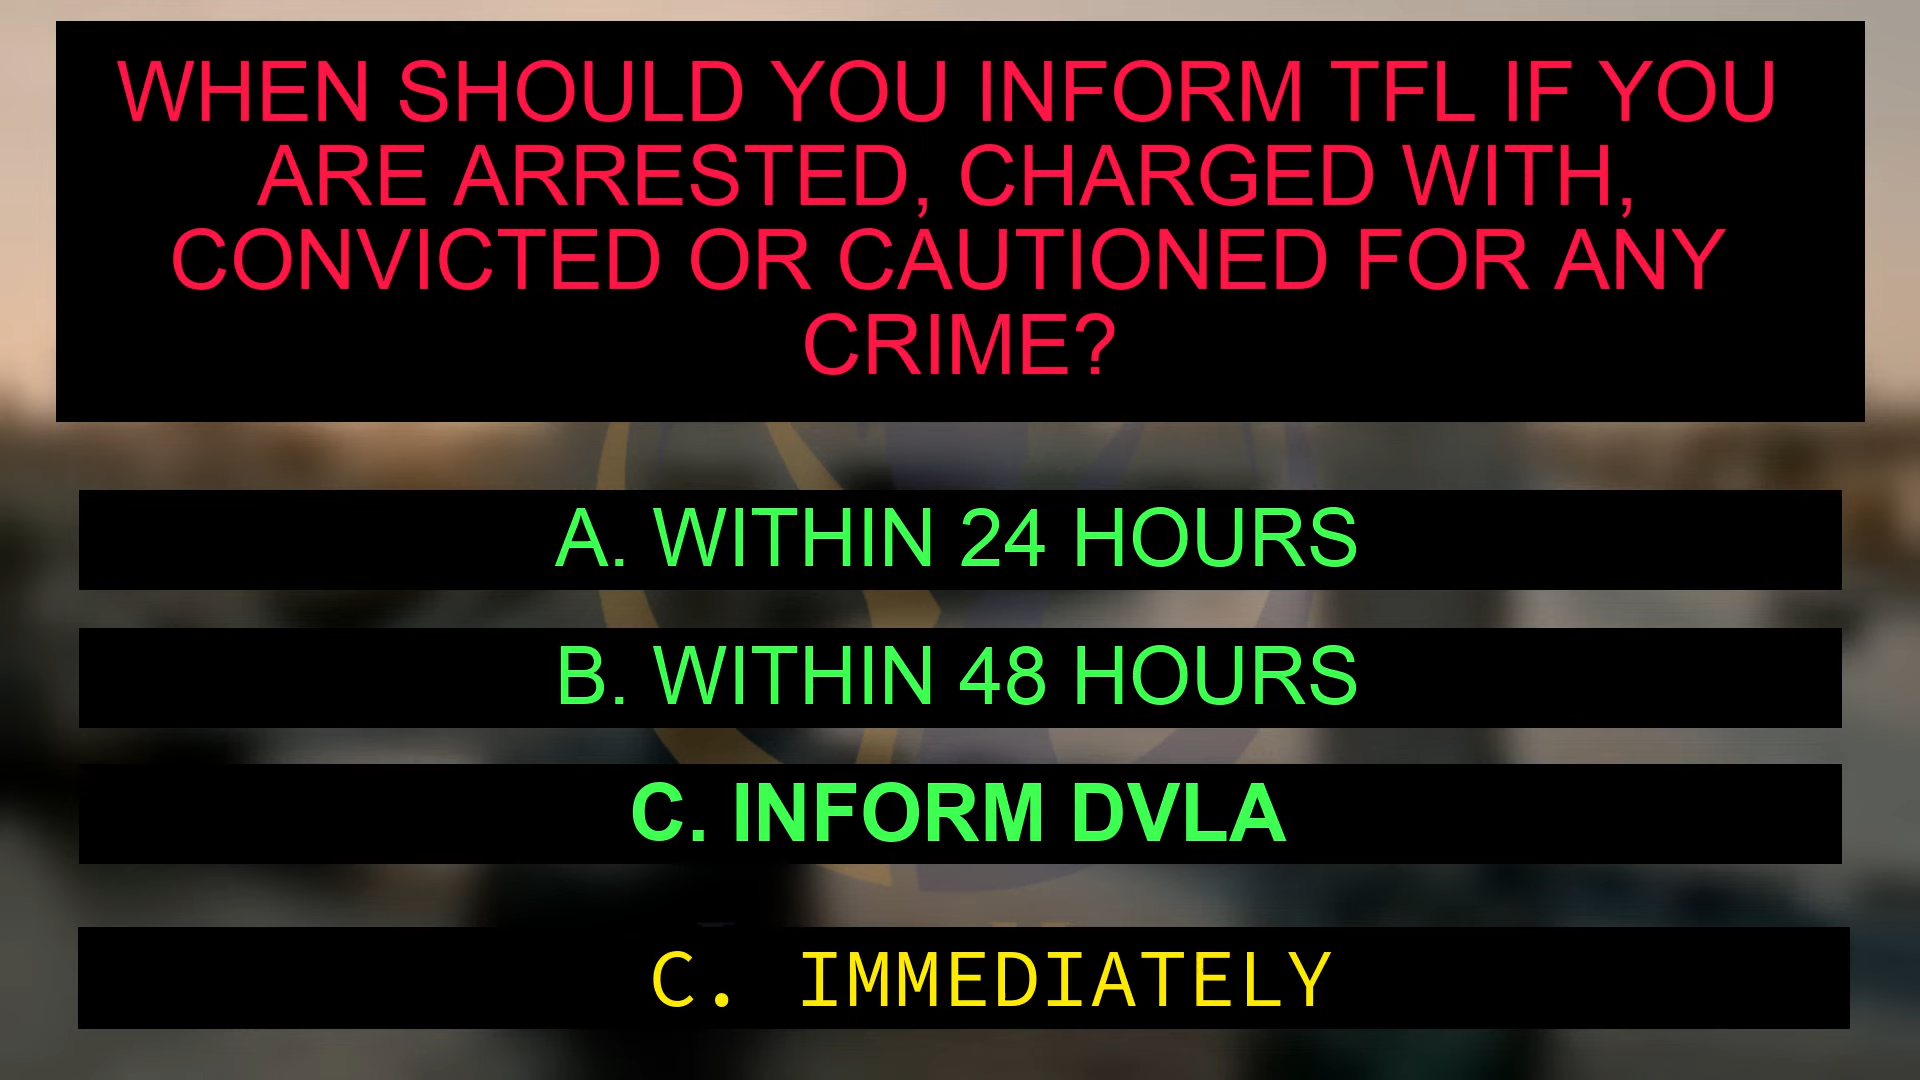 WHEN SHOULD YOU INFORM TFL IF YOU
ARE ARRESTED, CHARGED WITH,
CONVICTED OR CAUTIONED FOR ANY
CRIME?
A. WITHIN 24 HOURS
B. WITHIN 48 HOURS
C. INFORM DVLA
C. IMMEDIATELY